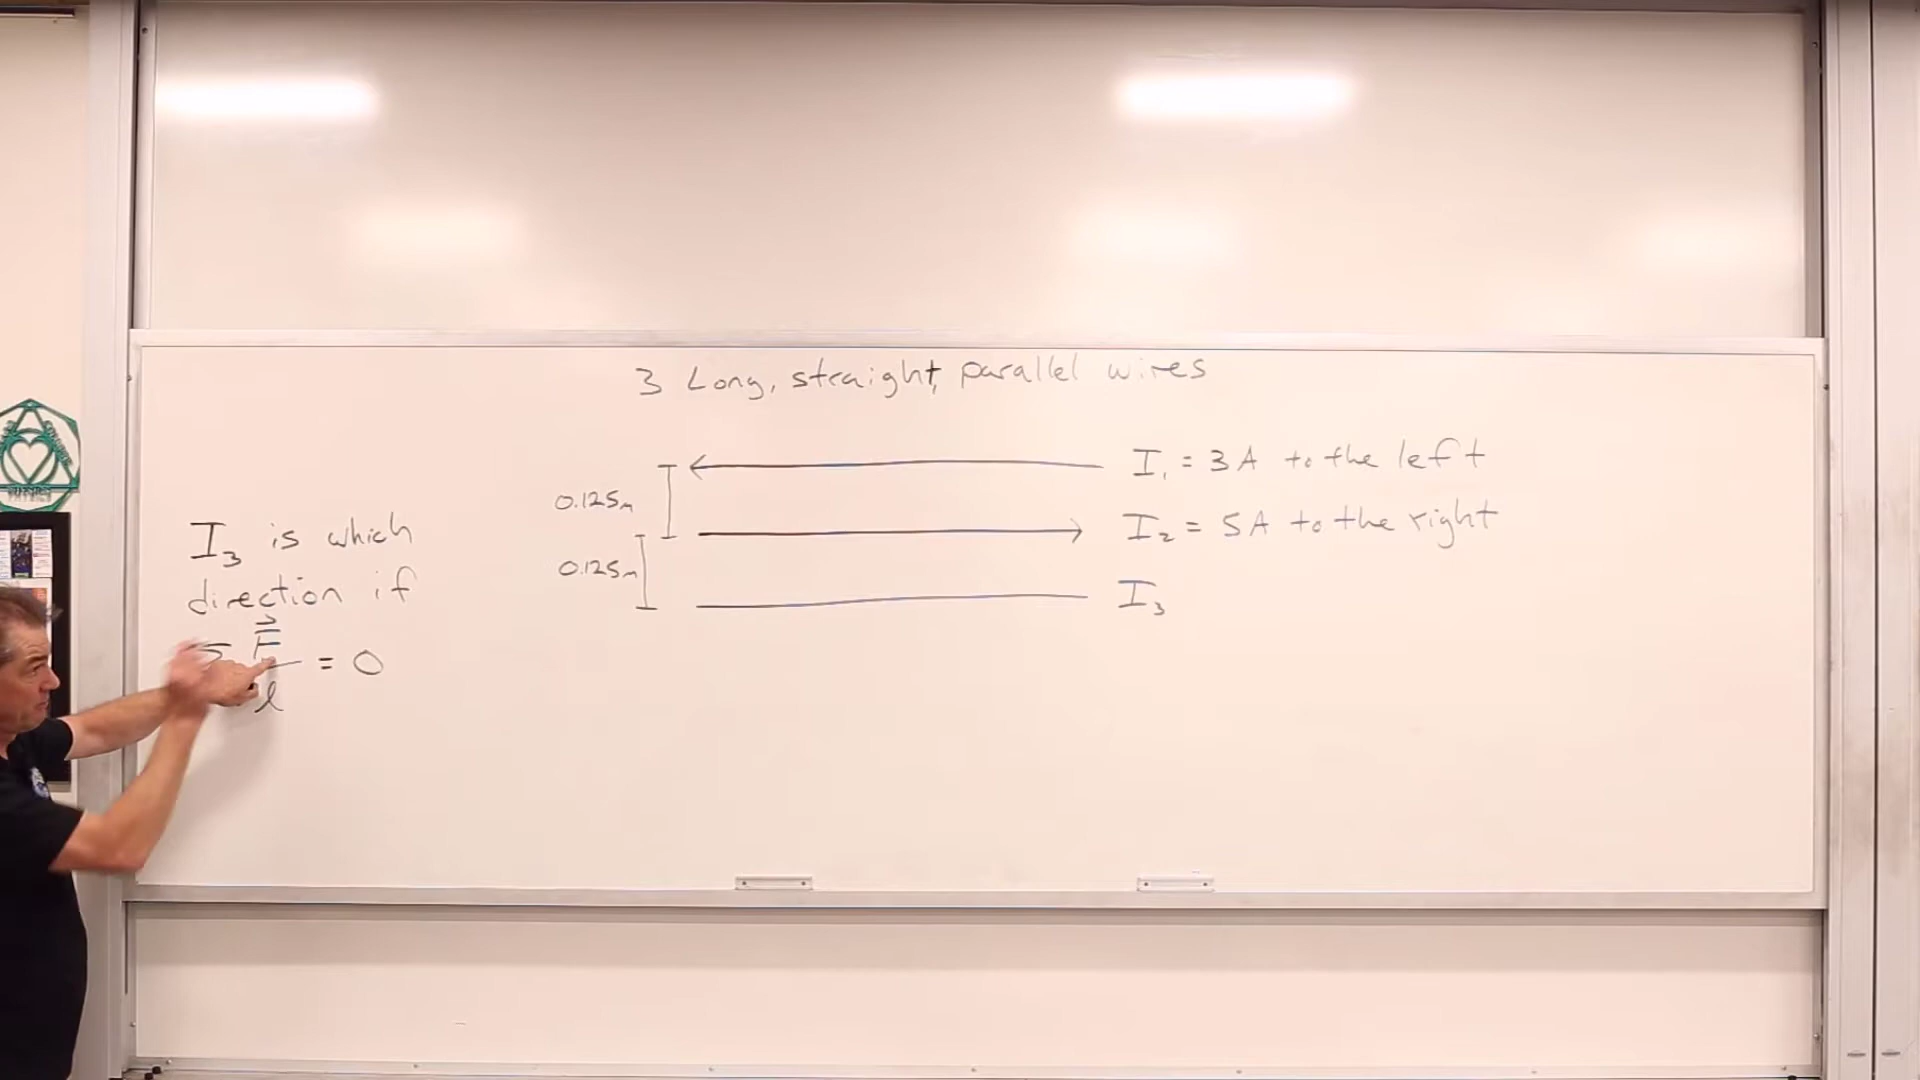 3 Long, straight, parallel wires
I₁ = 3 A to the left
0.125m
I₂ = 5 A to the right
0.125m
I₃
I₃ is which
direction if
Σ F⃗/l = 0